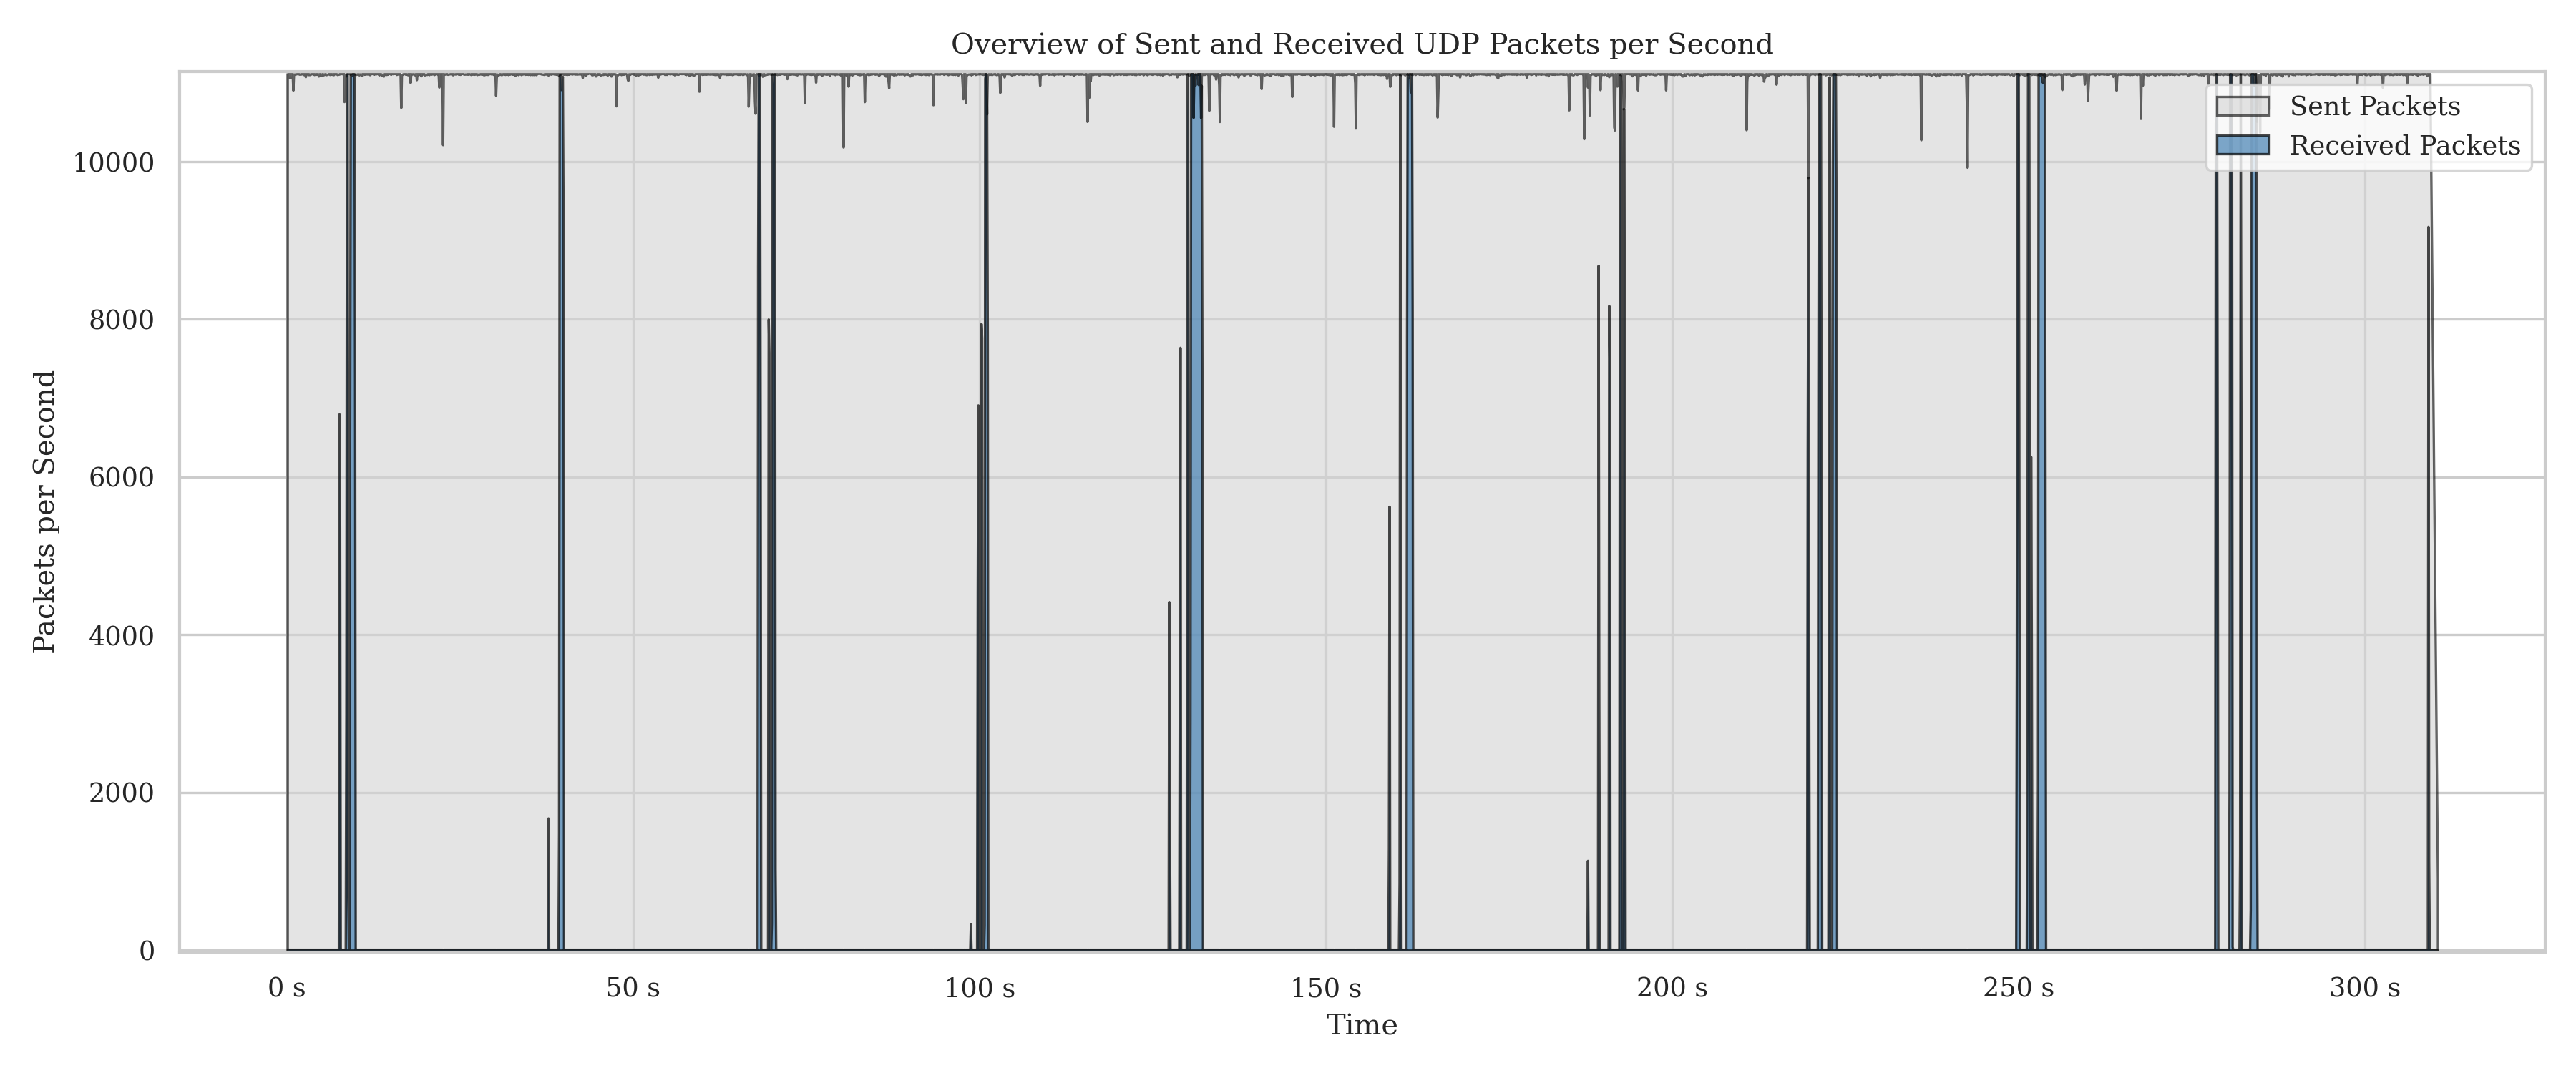 Overview of Sent and Received UDP Packets per Second
Sent Packets
Received Packets
Packets per Second
10000
8000
6000
4000
2000
0
0 s 50 s 100 s 150 s 200 s 250 s 300 s
Time